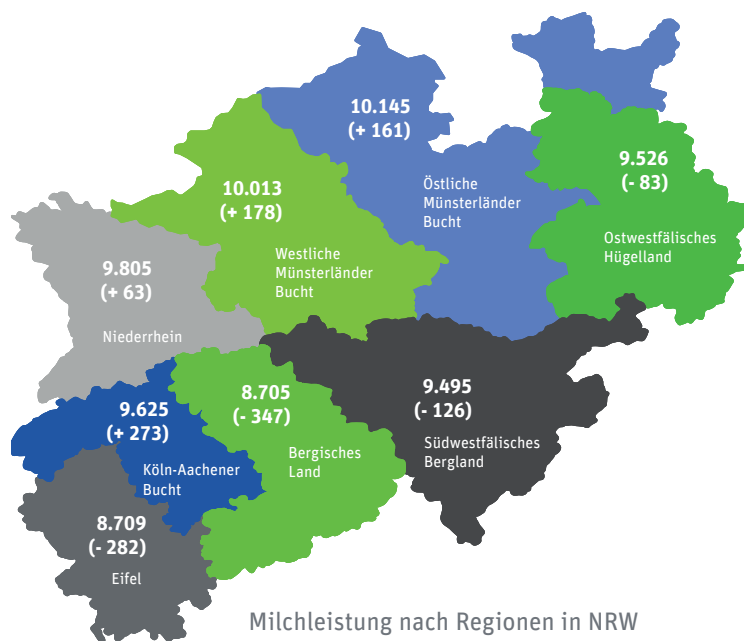 10.145
(+ 161)
Östliche
Münsterländer
Bucht
9.526
(- 83)
Ostwestfälisches
Hügelland
10.013
(+ 178)
Westliche
Münsterländer
Bucht
9.805
(+ 63)
Niederrhein
9.625
(+ 273)
Köln-Aachener
Bucht
8.705
(- 347)
Bergisches
Land
9.495
(- 126)
Südwestfälisches
Bergland
8.709
(- 282)
Eifel
Milchleistung nach Regionen in NRW